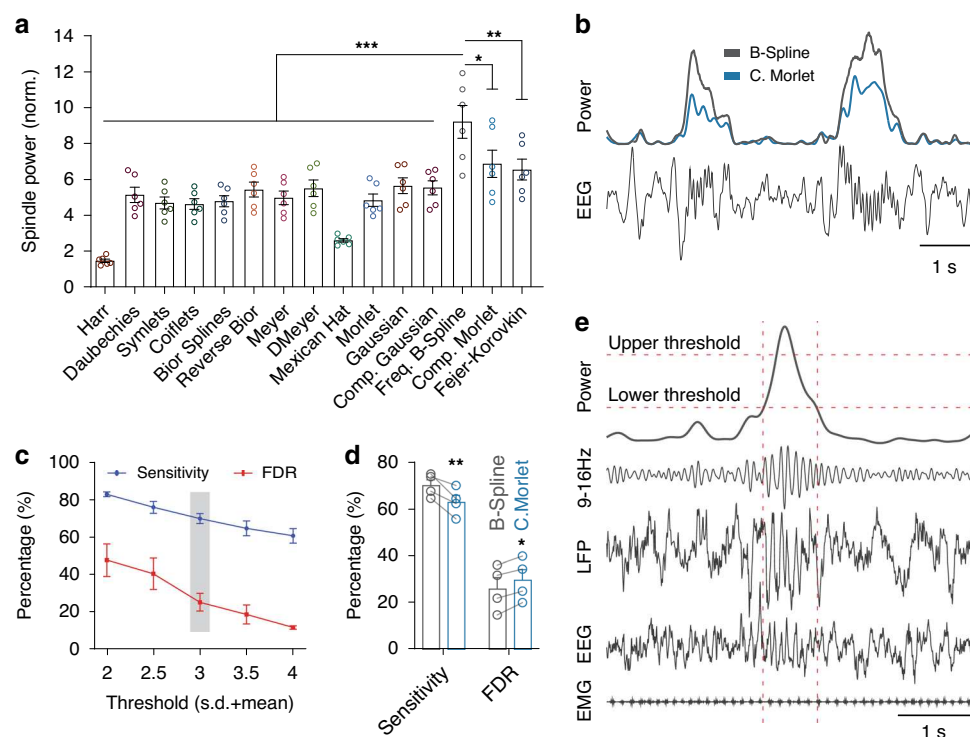 a
Spindle power (norm.)
14
12
10
8
6
4
2
0
***
**
*
Harr
Daubechies
Symlets
Coiflets
Bior Splines
Reverse Bior
Meyer
DMeyer
Mexican Hat
Morlet
Gaussian
Comp. Gaussian
Freq. B-Spline
Comp. Morlet
Fejer-Korovkin
b
B-Spline
C. Morlet
Power
EEG
1 s
c
Percentage (%)
100
80
60
40
20
0
Sensitivity
FDR
2
2.5
3
3.5
4
Threshold (s.d.+mean)
d
Percentage (%)
80
60
40
20
0
**
B-Spline
C.Morlet
*
Sensitivity
FDR
e
Upper threshold
Lower threshold
Power
9-16Hz
LFP
EEG
EMG
1 s